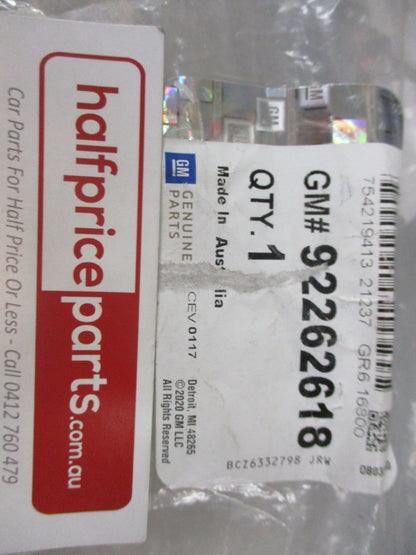 halfpriceparts.com.au
Car Parts For Half Price Or Less - Call 0412 760 479
GM
754219413 21237 GR6 16800
GM# 92262618
QTY. 1
Made In
GM GENUINE
PARTS
CEV 0117
Detroit, MI 48265
©2020 GM LLC
All Rights Reserved
BCZ6332798 JRW